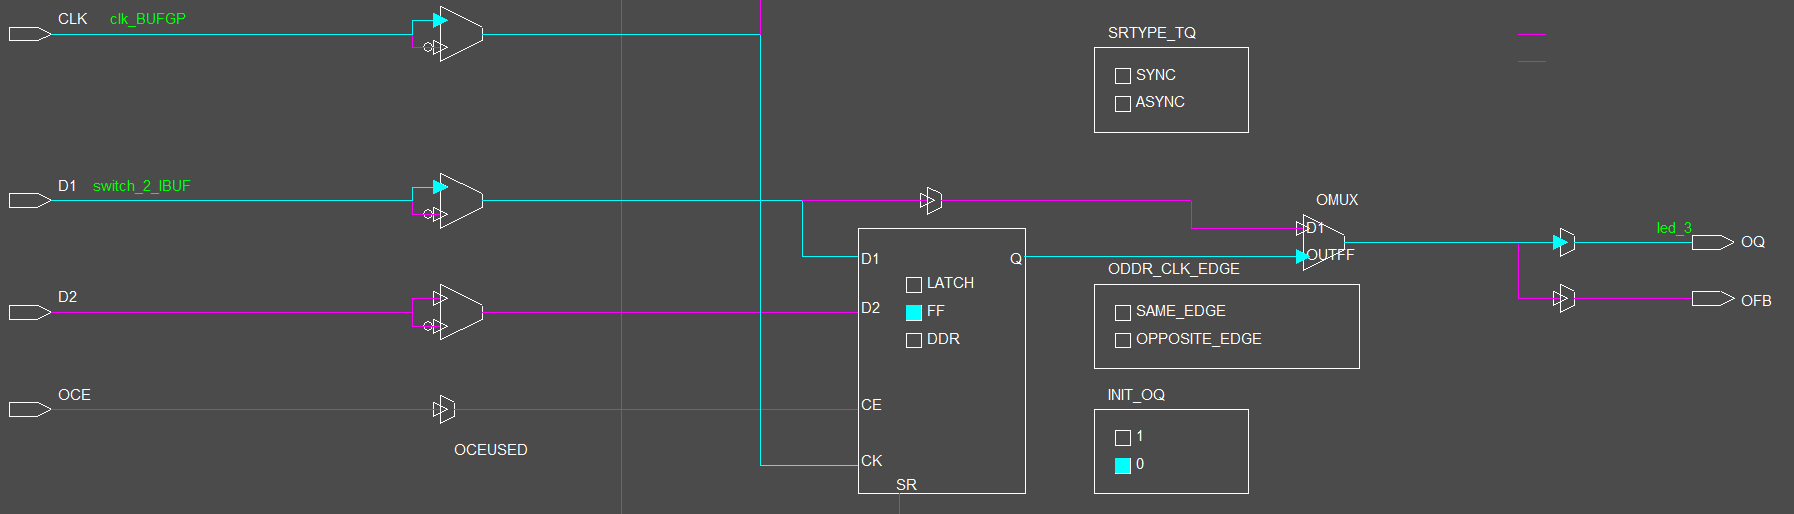 CLK clk_BUFGP
SRTYPE_TQ
SYNC
ASYNC
D1 switch_2_IBUF
OMUX
D1
OUTFF
led_3 OQ
OFB
D1 Q
LATCH
D2 FF
DDR
CE
CK
SR
ODDR_CLK_EDGE
SAME_EDGE
OPPOSITE_EDGE
D2
OCE
OCEUSED
INIT_OQ
1
0